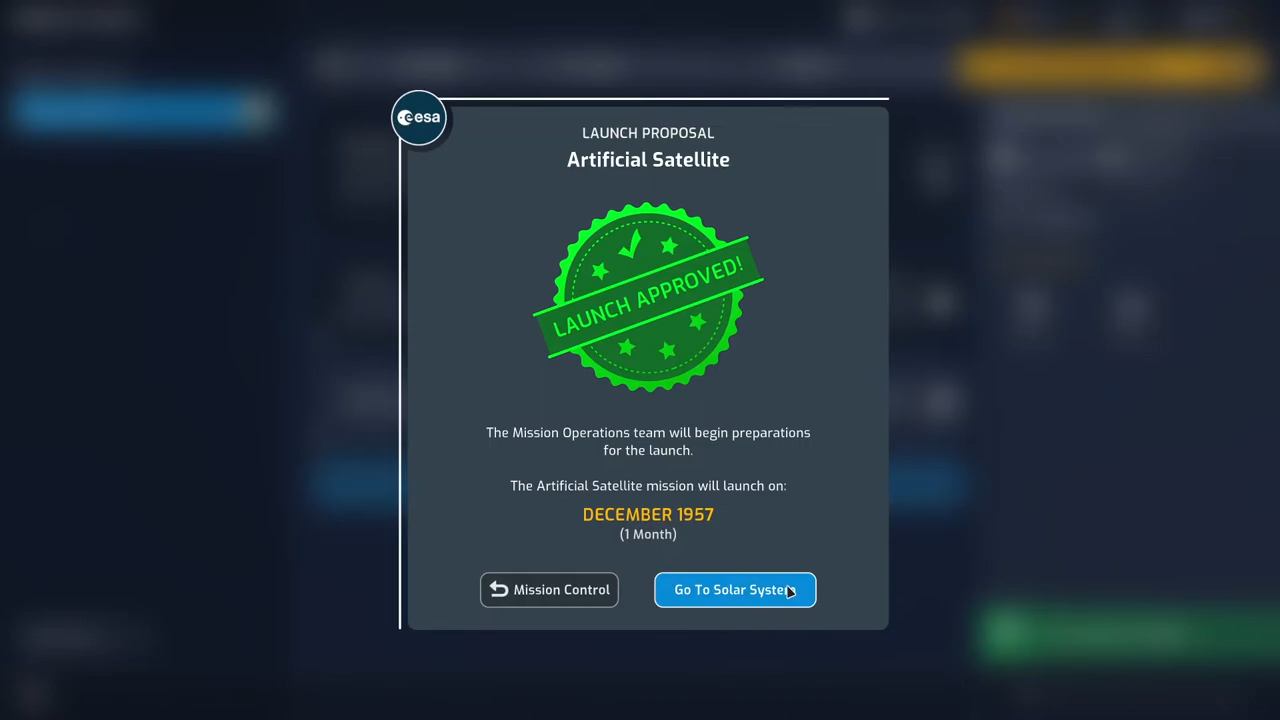 esa
LAUNCH PROPOSAL
Artificial Satellite
LAUNCH APPROVED!
The Mission Operations team will begin preparations
for the launch.
The Artificial Satellite mission will launch on:
DECEMBER 1957
(1 Month)
Mission Control
Go To Solar System